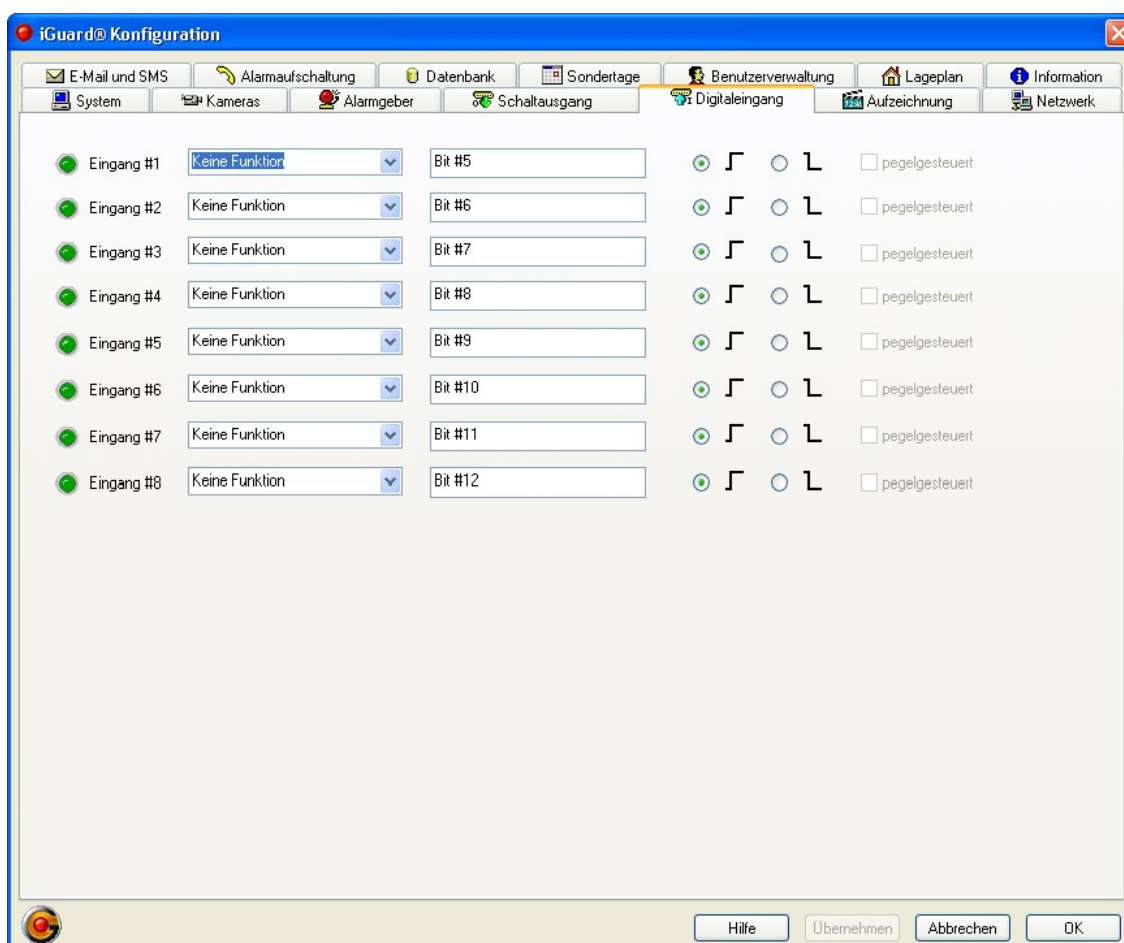 iGuard® Konfiguration
E-Mail und SMS Alarmaufschaltung Datenbank Sondertage Benutzerverwaltung Lageplan Information
System Kameras Alarmgeber Schaltausgang Digitaleingang Aufzeichnung Netzwerk
Eingang #1 Keine Funktion Bit #5 pegelgesteuert
Eingang #2 Keine Funktion Bit #6 pegelgesteuert
Eingang #3 Keine Funktion Bit #7 pegelgesteuert
Eingang #4 Keine Funktion Bit #8 pegelgesteuert
Eingang #5 Keine Funktion Bit #9 pegelgesteuert
Eingang #6 Keine Funktion Bit #10 pegelgesteuert
Eingang #7 Keine Funktion Bit #11 pegelgesteuert
Eingang #8 Keine Funktion Bit #12 pegelgesteuert
Hilfe Übernehmen Abbrechen OK